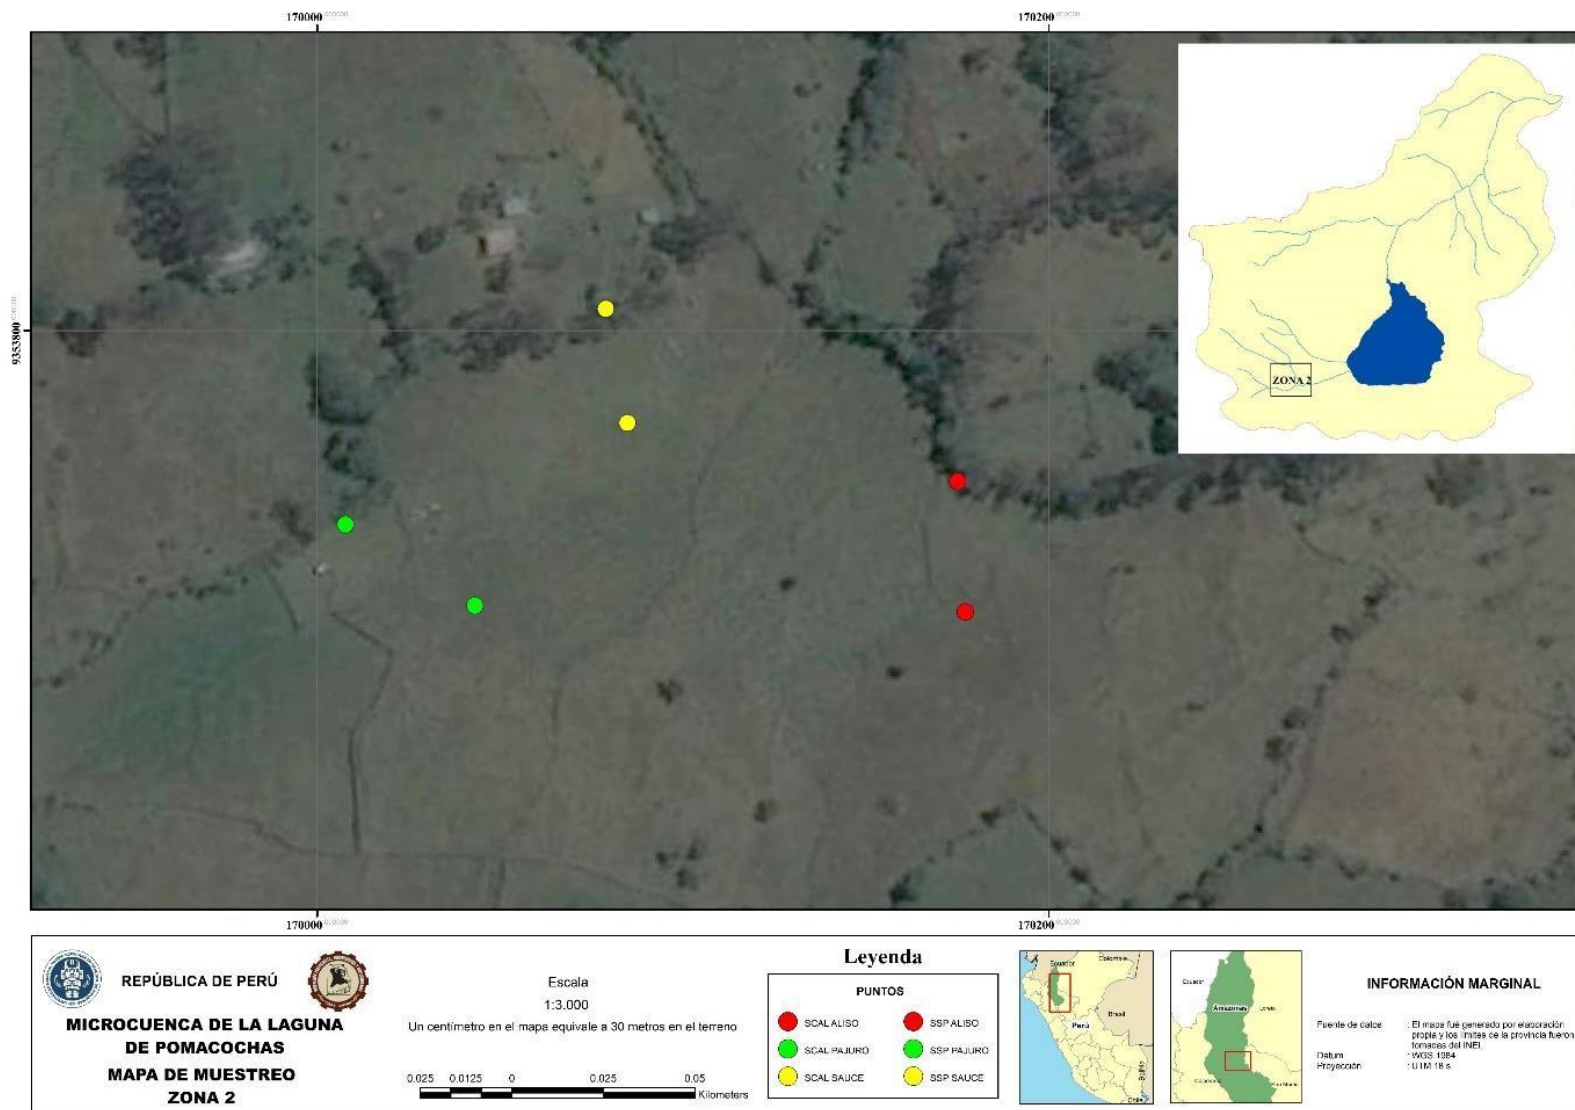 170000
170200
9353800
ZONA 2
170000
170200
REPÚBLICA DE PERÚ
MICROCUENCA DE LA LAGUNA
DE POMACOCHAS
MAPA DE MUESTREO
ZONA 2
Escala
1:3.000
Un centímetro en el mapa equivale a 30 metros en el terreno
0.025 0.0125 0 0.025 0.05
Kilometers
Leyenda
PUNTOS
SCAL ALISO SSP ALISO
SCAL PAJURO SSP PAJURO
SCAL SAUCE SSP SAUCE
Ecuador
Colombia
Perú
Brasil
Bolivia
Chile
Ecuador
Amazonas
Loreto
San Martin
INFORMACIÓN MARGINAL
Fuente de datos : El mapa fué generado por elaboración
propia y los límites de la provincia fueron
tomadas del INEI.
Datum : WGS 1984
Proyección : UTM 18 s